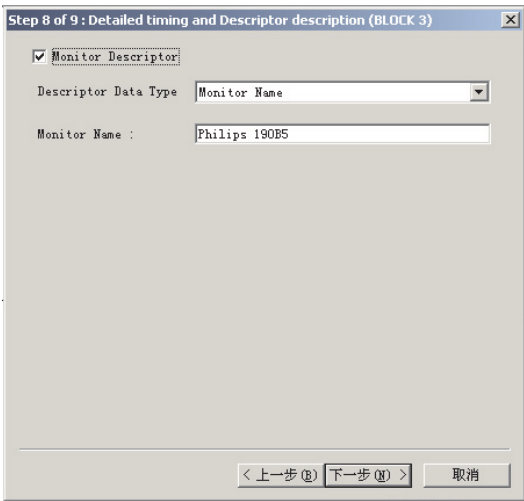 Step 8 of 9 : Detailed timing and Descriptor description (BLOCK 3)
Monitor Descriptor
Descriptor Data Type Monitor Name
Monitor Name : Philips 190B5
< 上一步(B) 下一步(N) > 取消